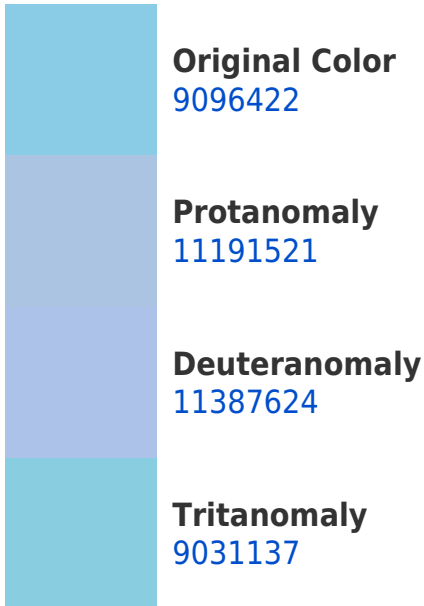 Original Color
9096422
Protanomaly
11191521
Deuteranomaly
11387624
Tritanomaly
9031137